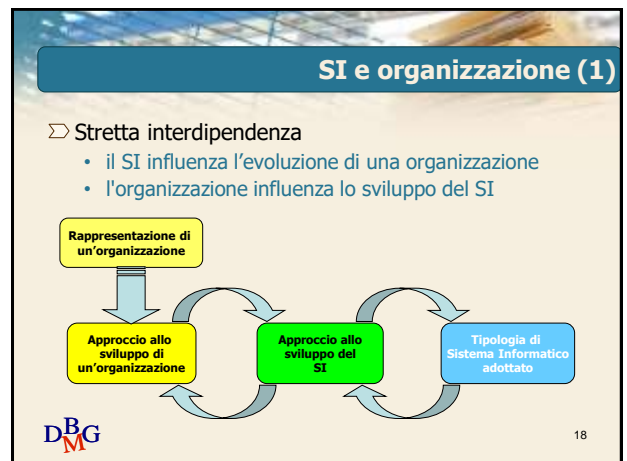 SI e organizzazione (1)
Stretta interdipendenza
• il SI influenza l’evoluzione di una organizzazione
• l'organizzazione influenza lo sviluppo del SI
Rappresentazione di
un’organizzazione
Approccio allo
sviluppo di
un’organizzazione
Approccio allo
sviluppo del
SI
Tipologia di
Sistema Informatico
adottato
DBMG
18